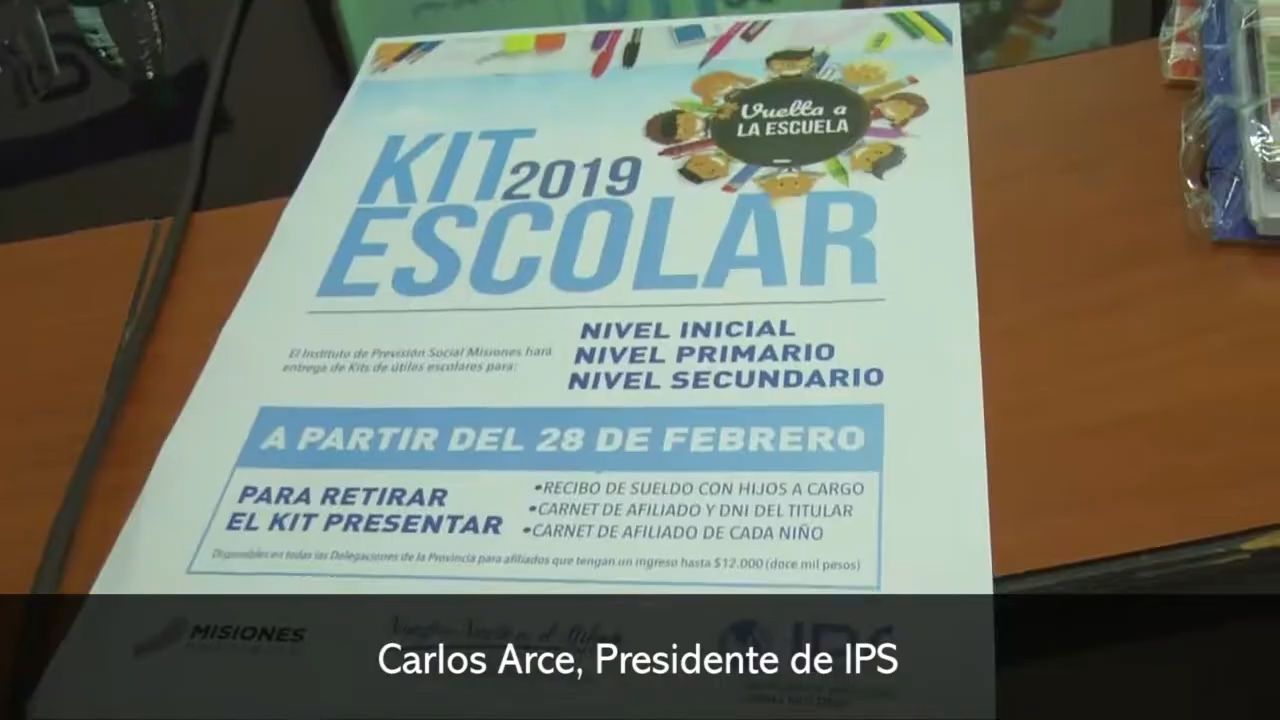 Vuelta a
LA ESCUELA
KIT 2019
ESCOLAR
El Instituto de Previsión Social Misiones hará
entrega de Kits de útiles escolares para:
NIVEL INICIAL
NIVEL PRIMARIO
NIVEL SECUNDARIO
A PARTIR DEL 28 DE FEBRERO
PARA RETIRAR
EL KIT PRESENTAR
•RECIBO DE SUELDO CON HIJOS A CARGO
•CARNET DE AFILIADO Y DNI DEL TITULAR
•CARNET DE AFILIADO DE CADA NIÑO
Disponibles en todas las Delegaciones de la Provincia para afiliados que tengan un ingreso hasta $12.000 (doce mil pesos)
MISIONES
IPS
Carlos Arce, Presidente de IPS